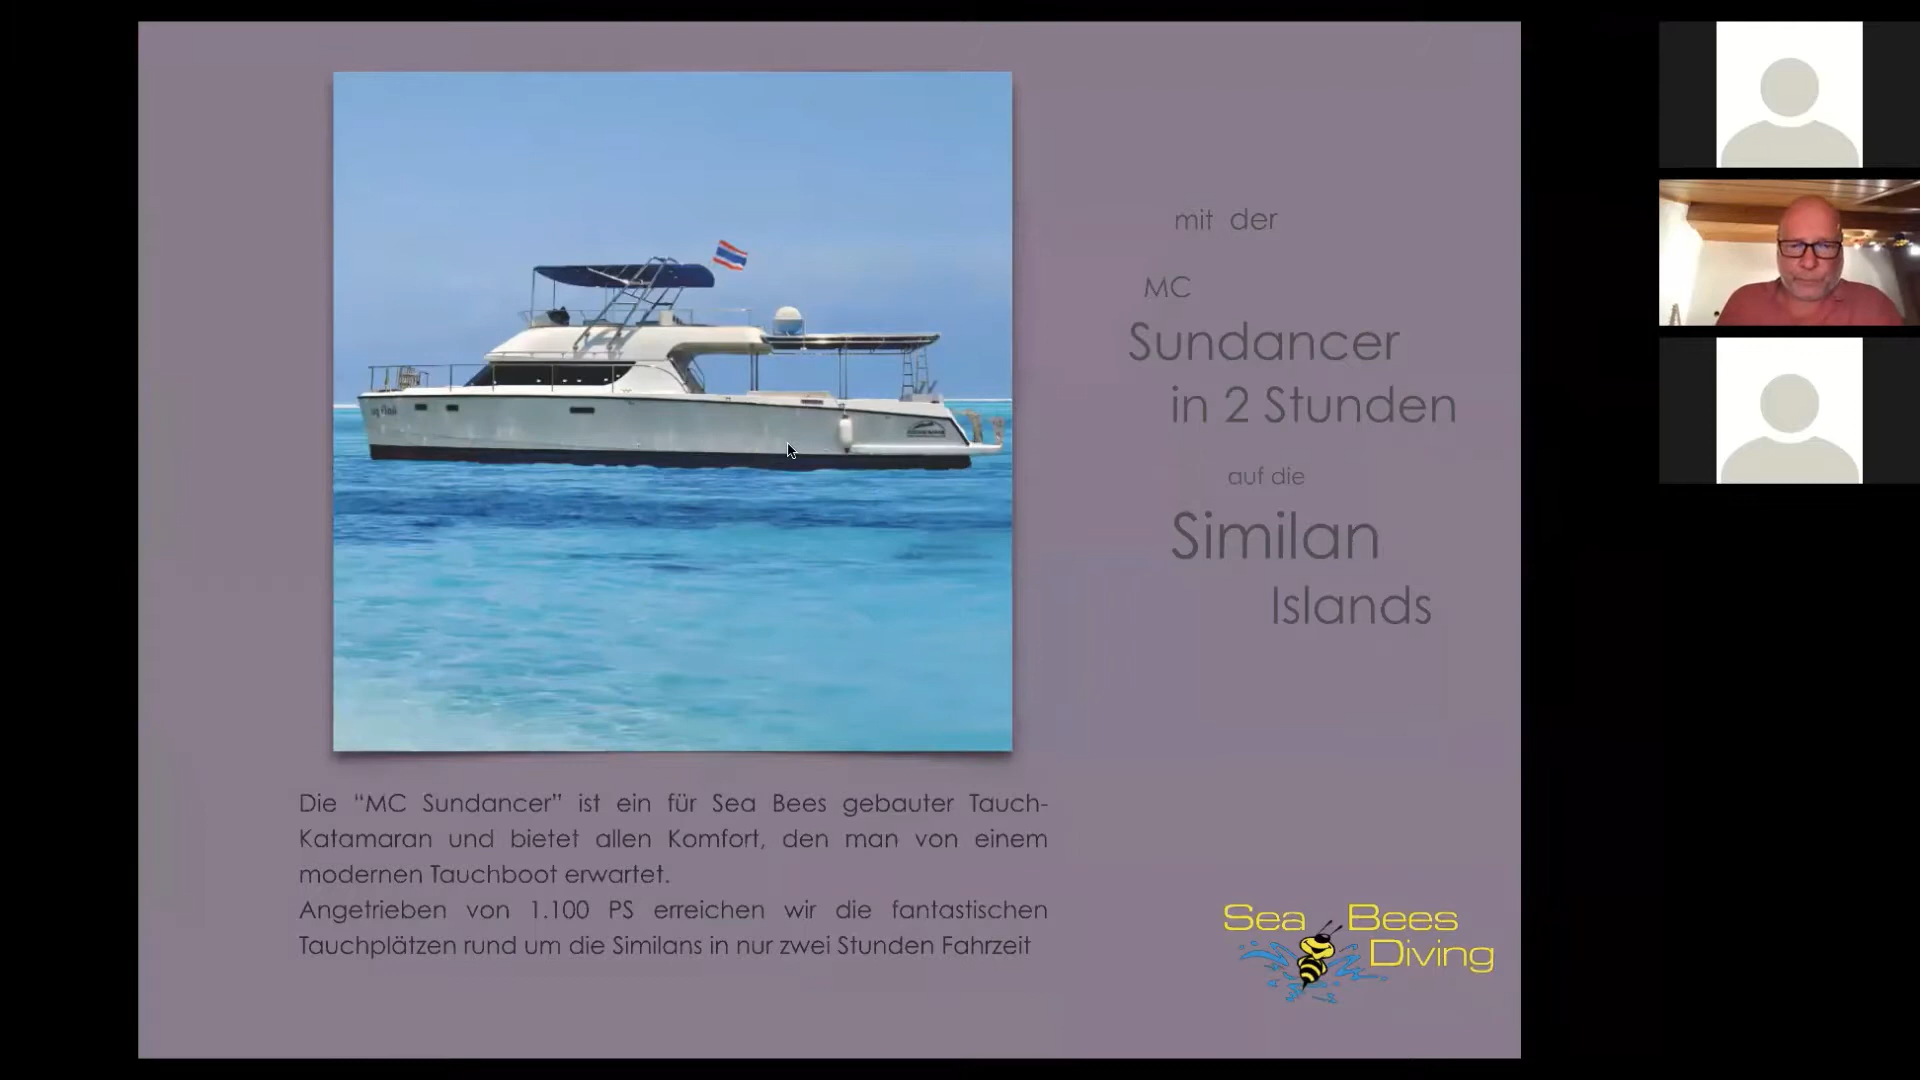 mit der
MC
Sundancer
in 2 Stunden
auf die
Similan
Islands
Die “MC Sundancer” ist ein für Sea Bees gebauter Tauch-
Katamaran und bietet allen Komfort, den man von einem
modernen Tauchboot erwartet.
Angetrieben von 1.100 PS erreichen wir die fantastischen
Tauchplätzen rund um die Similans in nur zwei Stunden Fahrzeit
Sea Bees
Diving